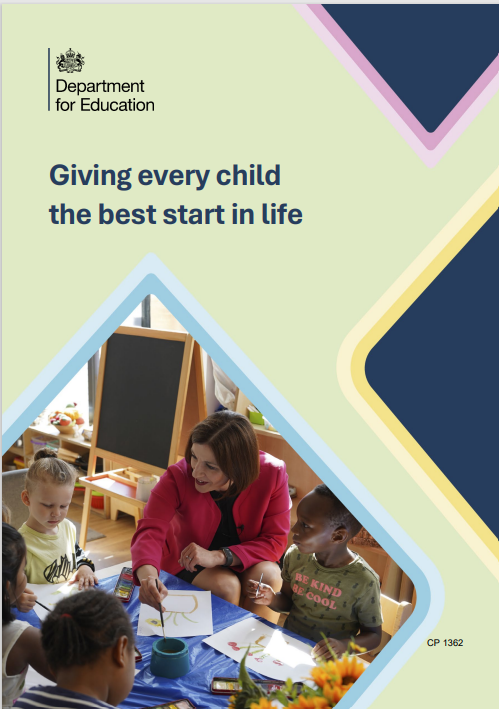 Department
for Education
Giving every child
the best start in life
BE KIND
BE COOL
CP 1362